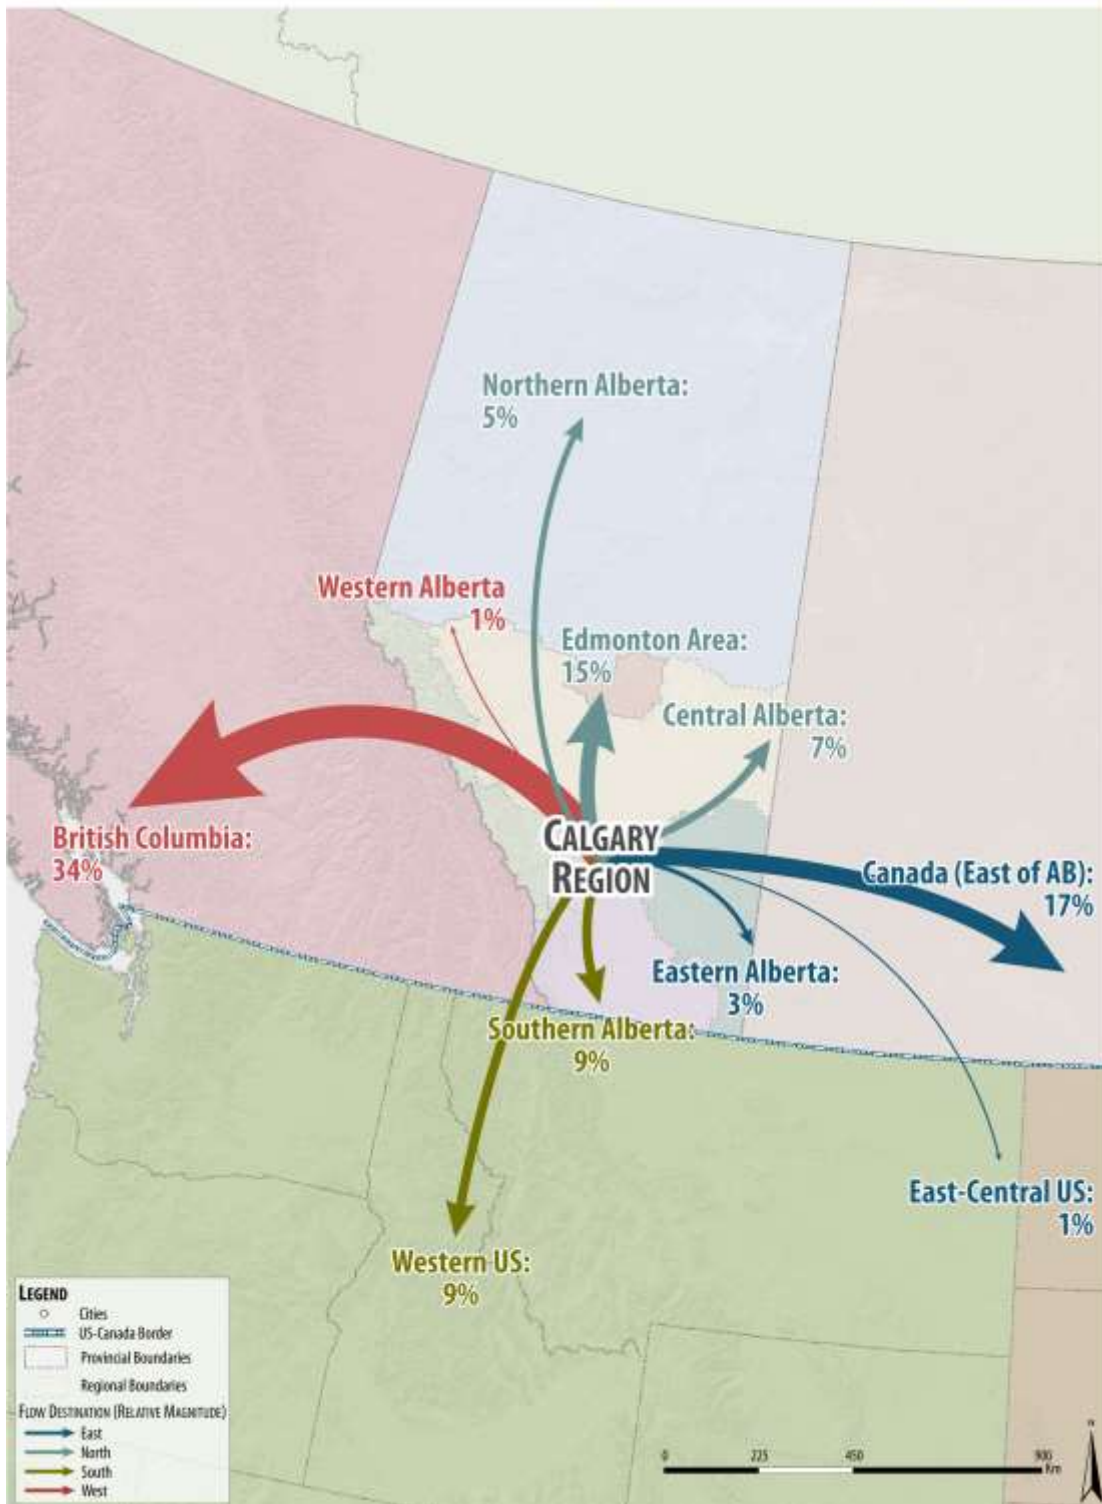 Northern Alberta:
5%
Western Alberta
1%
Edmonton Area:
15%
Central Alberta:
7%
British Columbia:
34%
CALGARY
REGION
Canada (East of AB):
17%
Eastern Alberta:
3%
Southern Alberta:
9%
East-Central US:
1%
Western US:
9%
LEGEND
Cities
US-Canada Border
Provincial Boundaries
Regional Boundaries
FLOW DESTINATION (RELATIVE MAGNITUDE)
East
North
South
West
0 225 450 900
Km
N